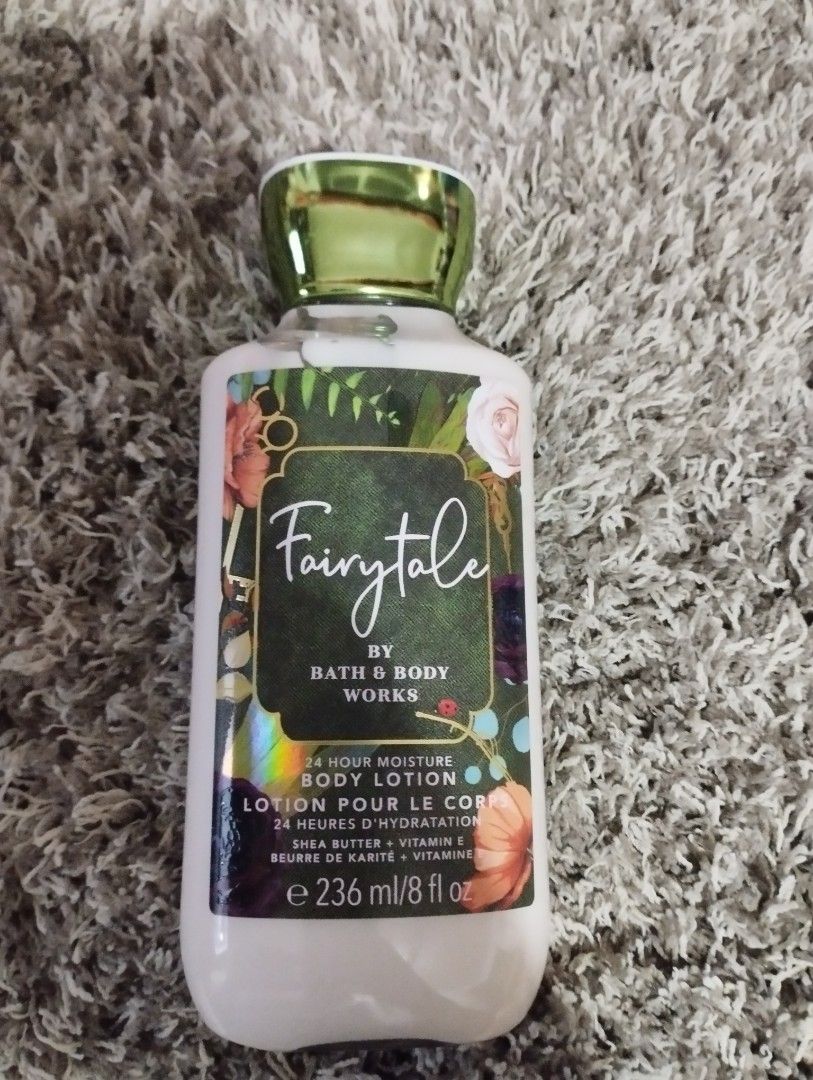 Fairytale
BY
BATH & BODY
WORKS
24 HOUR MOISTURE
BODY LOTION
LOTION POUR LE CORPS
24 HEURES D'HYDRATATION
SHEA BUTTER + VITAMIN E
BEURRE DE KARITÉ + VITAMINE E
e 236 ml/8 fl oz